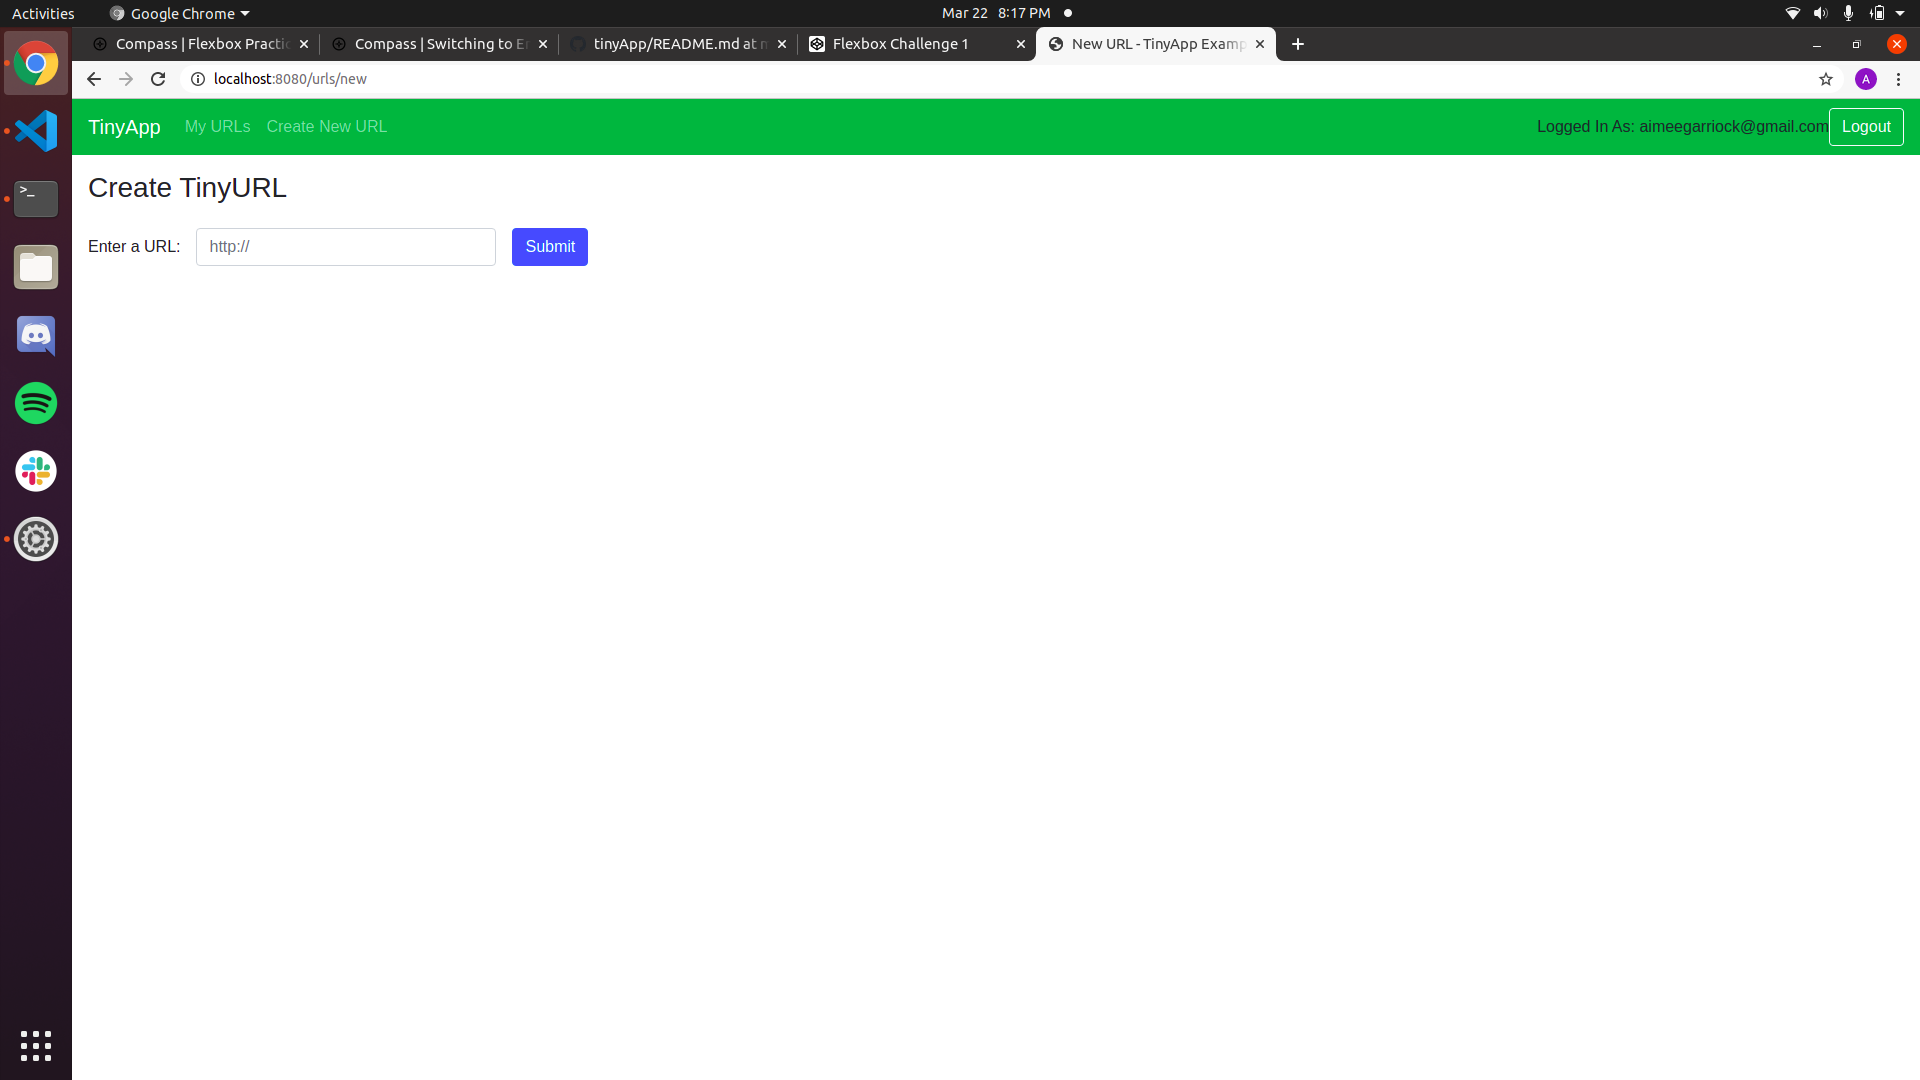 Activities Google Chrome Mar 22 8:17 PM
Compass | Flexbox Practic Compass | Switching to Er tinyApp/README.md at m Flexbox Challenge 1 New URL - TinyApp Examp
localhost:8080/urls/new A
TinyApp My URLs Create New URL Logged In As: aimeegarriock@gmail.com Logout
Create TinyURL
Enter a URL: http:// Submit